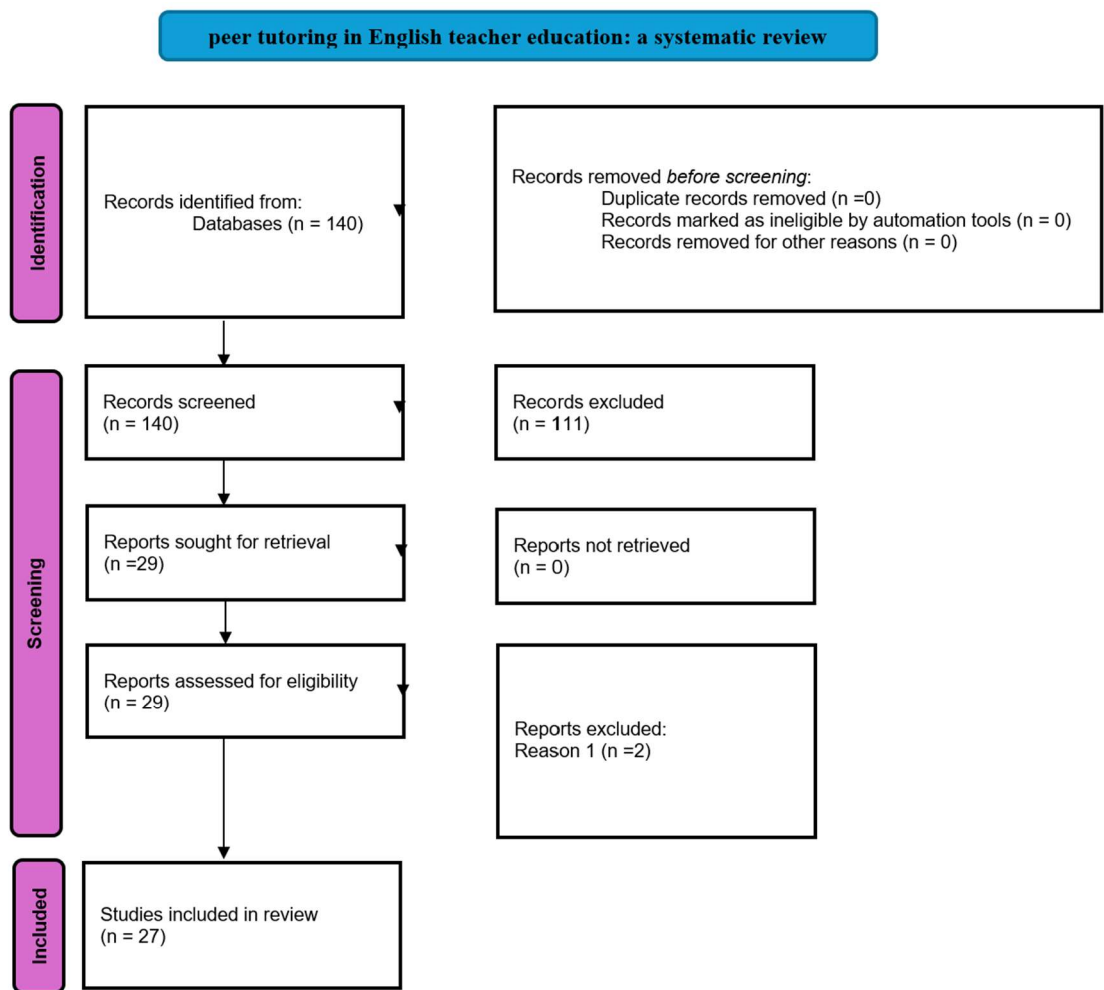 peer tutoring in English teacher education: a systematic review
Identification
Records identified from:
Databases (n = 140)
Records removed before screening:
Duplicate records removed (n =0)
Records marked as ineligible by automation tools (n = 0)
Records removed for other reasons (n = 0)
Screening
Records screened
(n = 140)
Records excluded
(n = 111)
Reports sought for retrieval
(n =29)
Reports not retrieved
(n = 0)
Reports assessed for eligibility
(n = 29)
Reports excluded:
Reason 1 (n =2)
Included
Studies included in review
(n = 27)